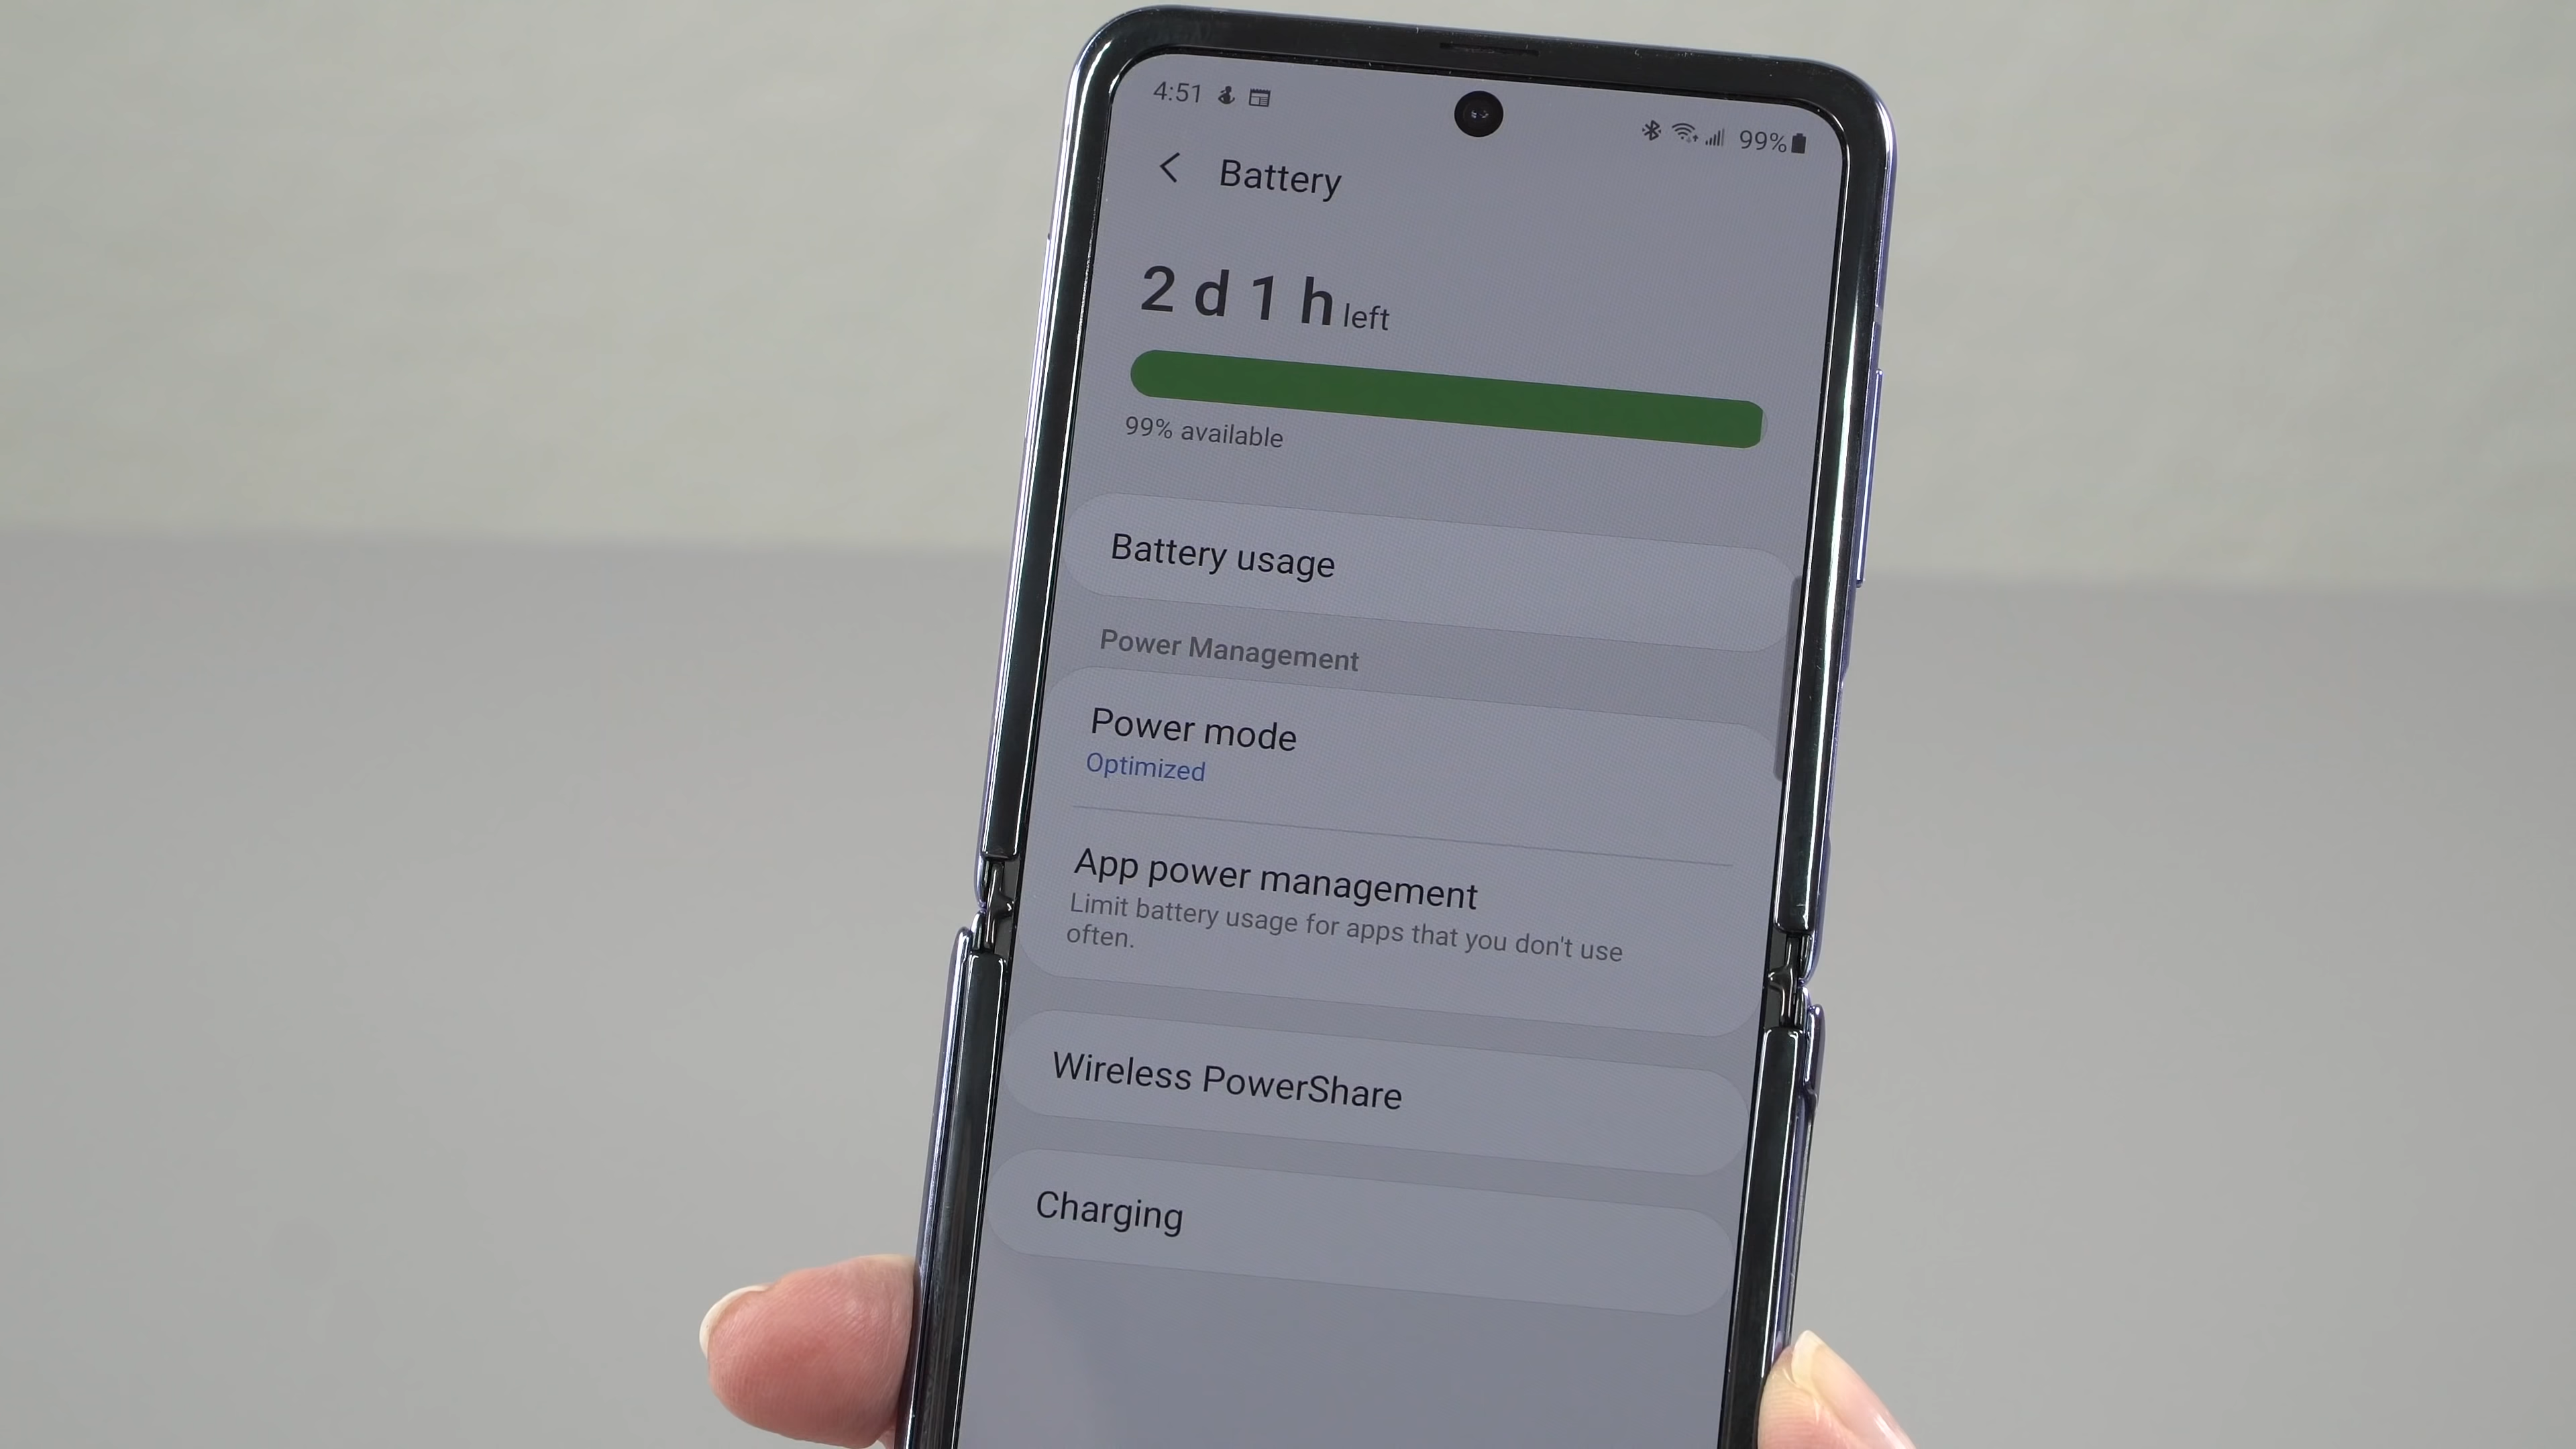 4:51
99%
Battery
2 d 1 h left
99% available
Battery usage
Power Management
Power mode
Optimized
App power management
Limit battery usage for apps that you don't use
often.
Wireless PowerShare
Charging